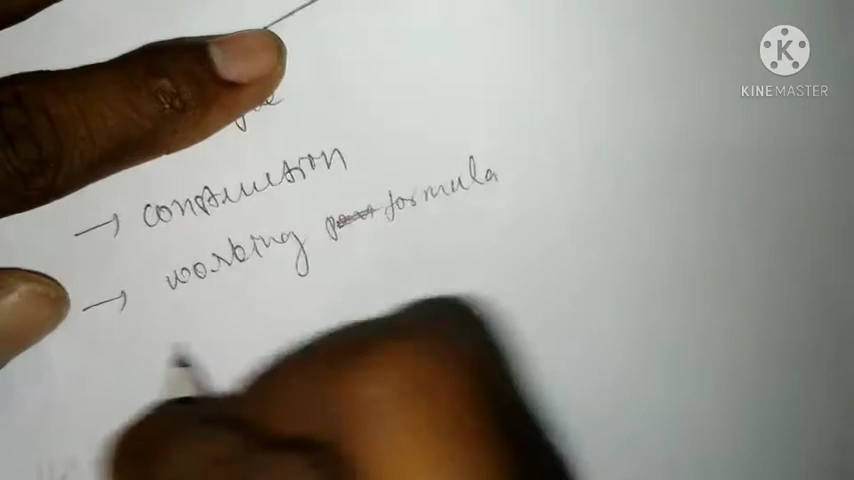 KINEMASTER
→ construction
→ working formula